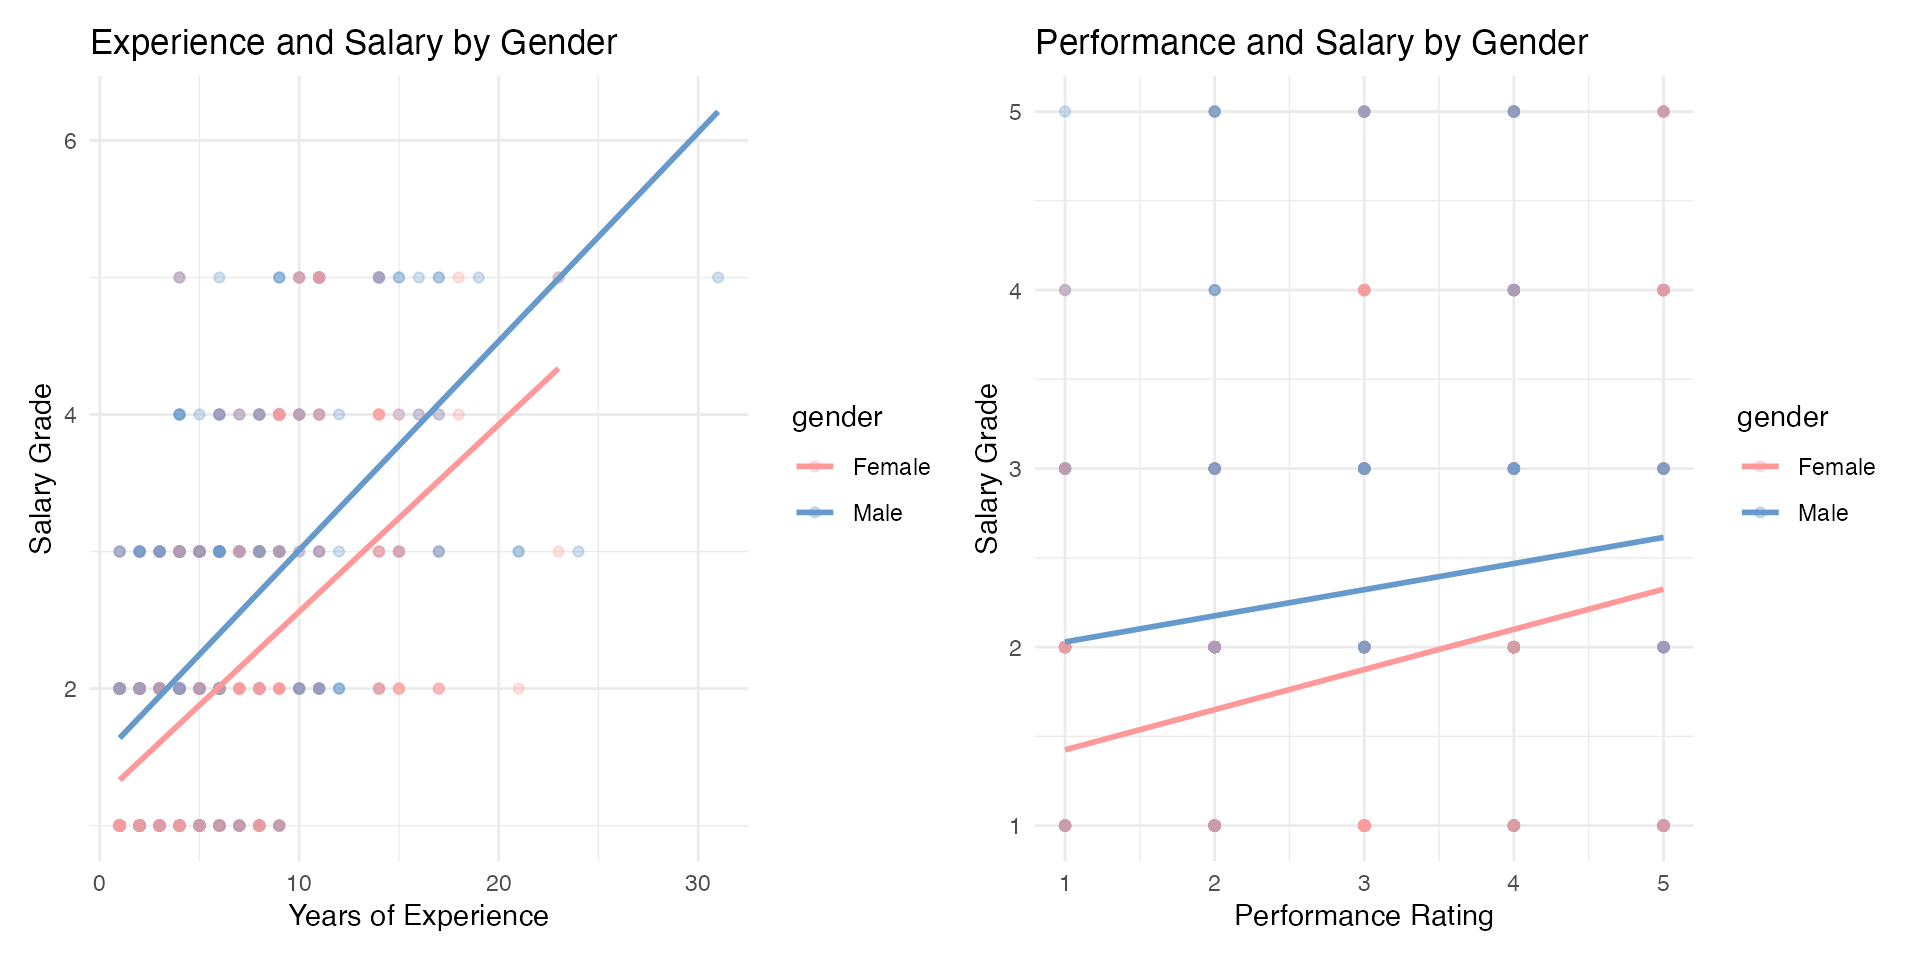 Experience and Salary by Gender
6
4
2
Salary Grade
0 10 20 30
Years of Experience
gender
Female
Male
Performance and Salary by Gender
5
4
3
2
1
Salary Grade
1 2 3 4 5
Performance Rating
gender
Female
Male